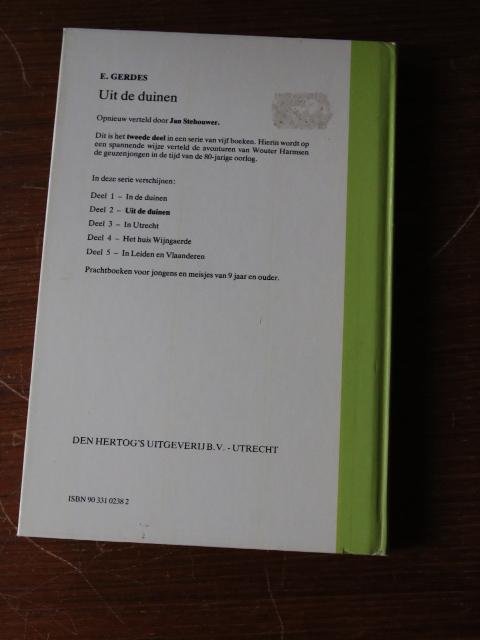 E. GERDES
Uit de duinen
Opnieuw verteld door Jan Stehouwer.
Dit is het tweede deel in een serie van vijf boeken. Hierin wordt op
een spannende wijze verteld de avonturen van Wouter Harmsen
de geuzenjongen in de tijd van de 80-jarige oorlog.
In deze serie verschijnen:
Deel 1 - In de duinen
Deel 2 - Uit de duinen
Deel 3 - In Utrecht
Deel 4 - Het huis Wijngaerde
Deel 5 - In Leiden en Vlaanderen
Prachtboeken voor jongens en meisjes van 9 jaar en ouder.
DEN HERTOG'S UITGEVERIJ B.V. - UTRECHT
ISBN 90 331 0238 2